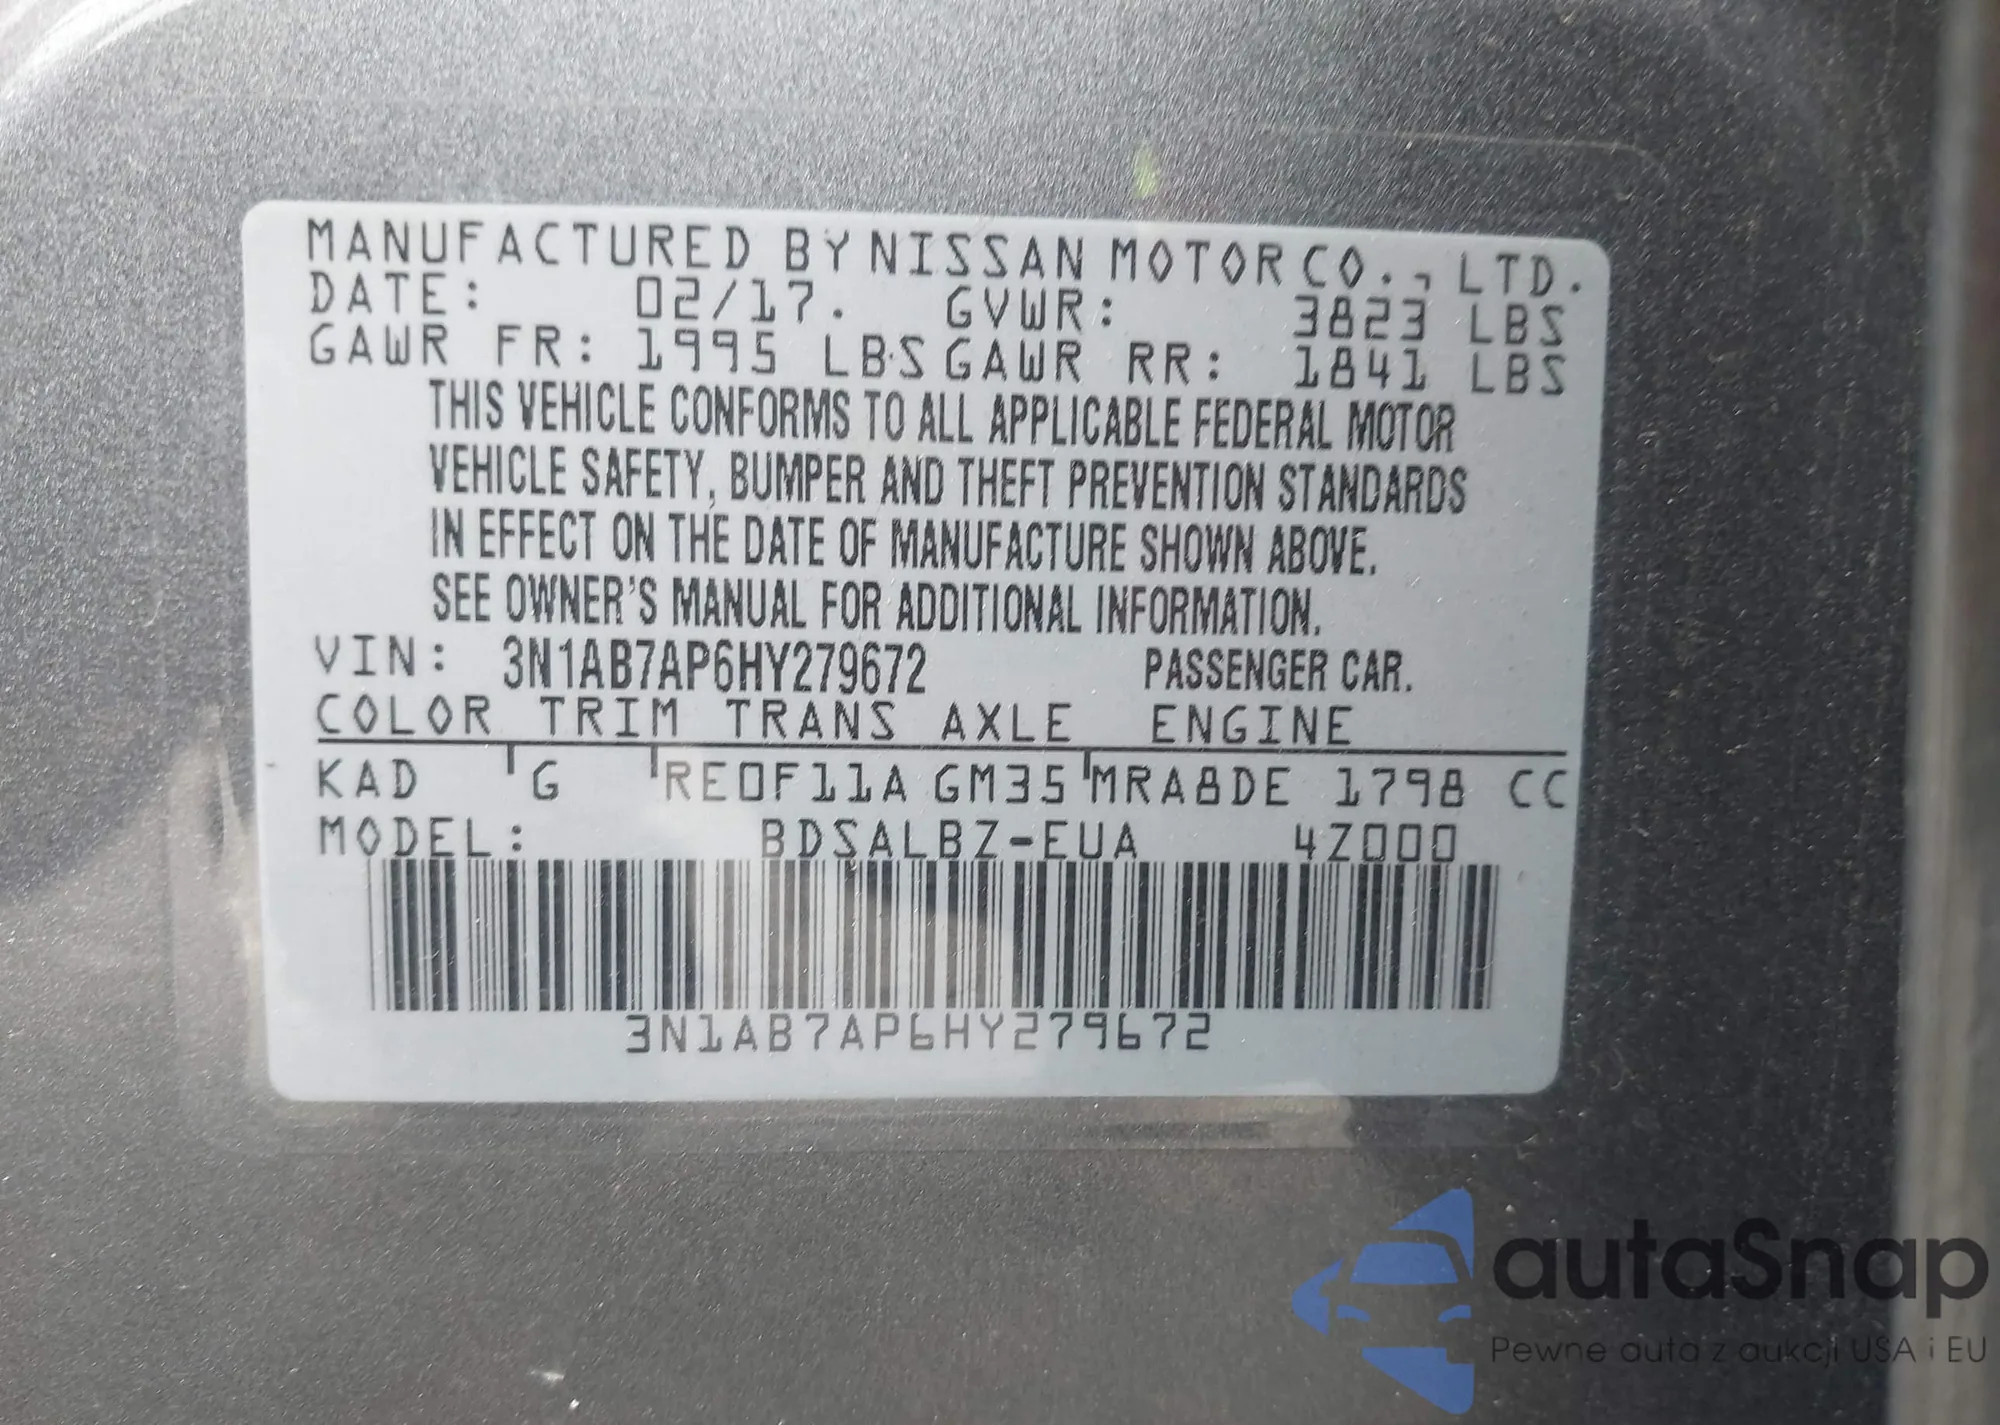 MANUFACTURED BY NISSAN MOTOR CO., LTD.
DATE: 02/17. GVWR: 3823 LBS
GAWR FR: 1995 LBS GAWR RR: 1841 LBS
THIS VEHICLE CONFORMS TO ALL APPLICABLE FEDERAL MOTOR
VEHICLE SAFETY, BUMPER AND THEFT PREVENTION STANDARDS
IN EFFECT ON THE DATE OF MANUFACTURE SHOWN ABOVE.
SEE OWNER'S MANUAL FOR ADDITIONAL INFORMATION.
VIN: 3N1AB7AP6HY279672 PASSENGER CAR.
COLOR TRIM TRANS AXLE ENGINE
KAD G RE0F11A GM35 MRA8DE 1798 CC
MODEL: BDSALBZ-EUA 4Z000
3N1AB7AP6HY279672
autaSnap
Pewne auta z aukcji USA i EU